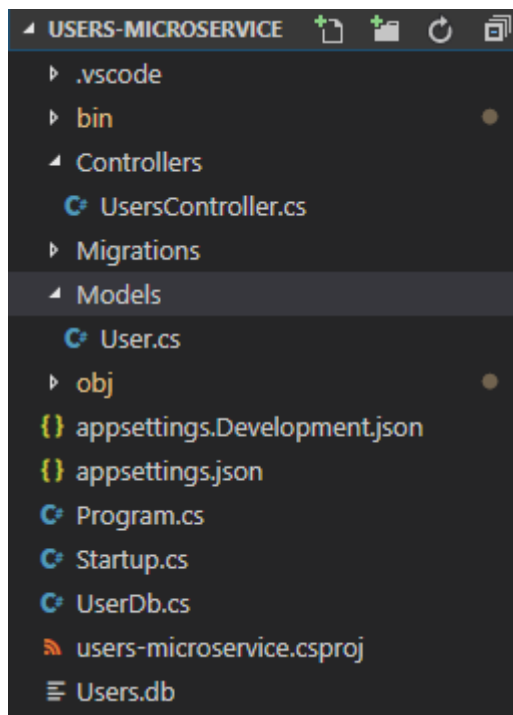 USERS-MICROSERVICE
.vscode
bin
Controllers
UsersController.cs
Migrations
Models
User.cs
obj
appsettings.Development.json
appsettings.json
Program.cs
Startup.cs
UserDb.cs
users-microservice.csproj
Users.db